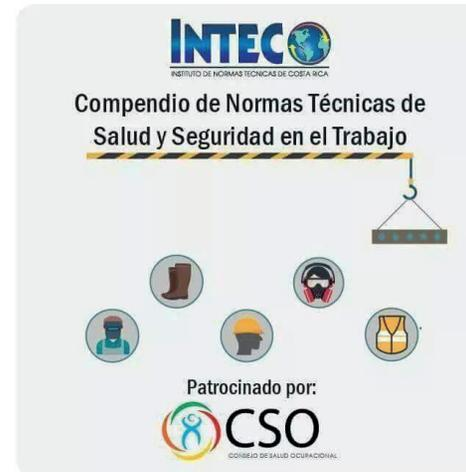 INTECO
INSTITUTO DE NORMAS TECNICAS DE COSTA RICA
Compendio de Normas Técnicas de
Salud y Seguridad en el Trabajo
Patrocinado por:
CSO
CONSEJO DE SALUD OCUPACIONAL